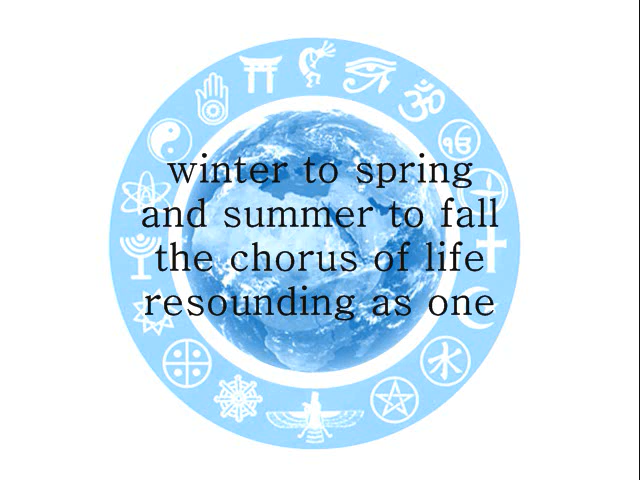 winter to spring
and summer to fall
the chorus of life
resounding as one